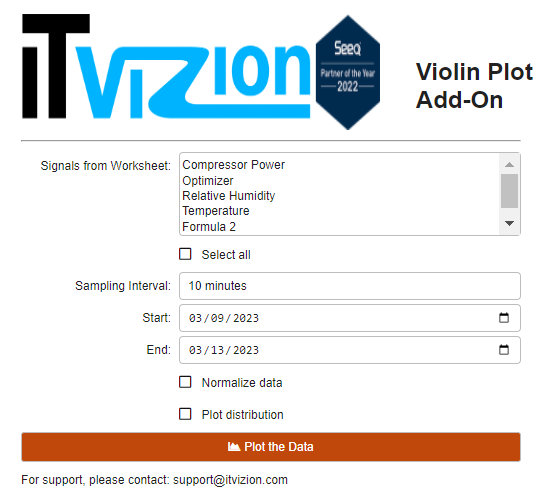 iTVizion
Seeq
Partner of the Year
2022
Violin Plot
Add-On
Signals from Worksheet:
Compressor Power
Optimizer
Relative Humidity
Temperature
Formula 2
Select all
Sampling Interval: 10 minutes
Start: 03/09/2023
End: 03/13/2023
Normalize data
Plot distribution
Plot the Data
For support, please contact: support@itvizion.com